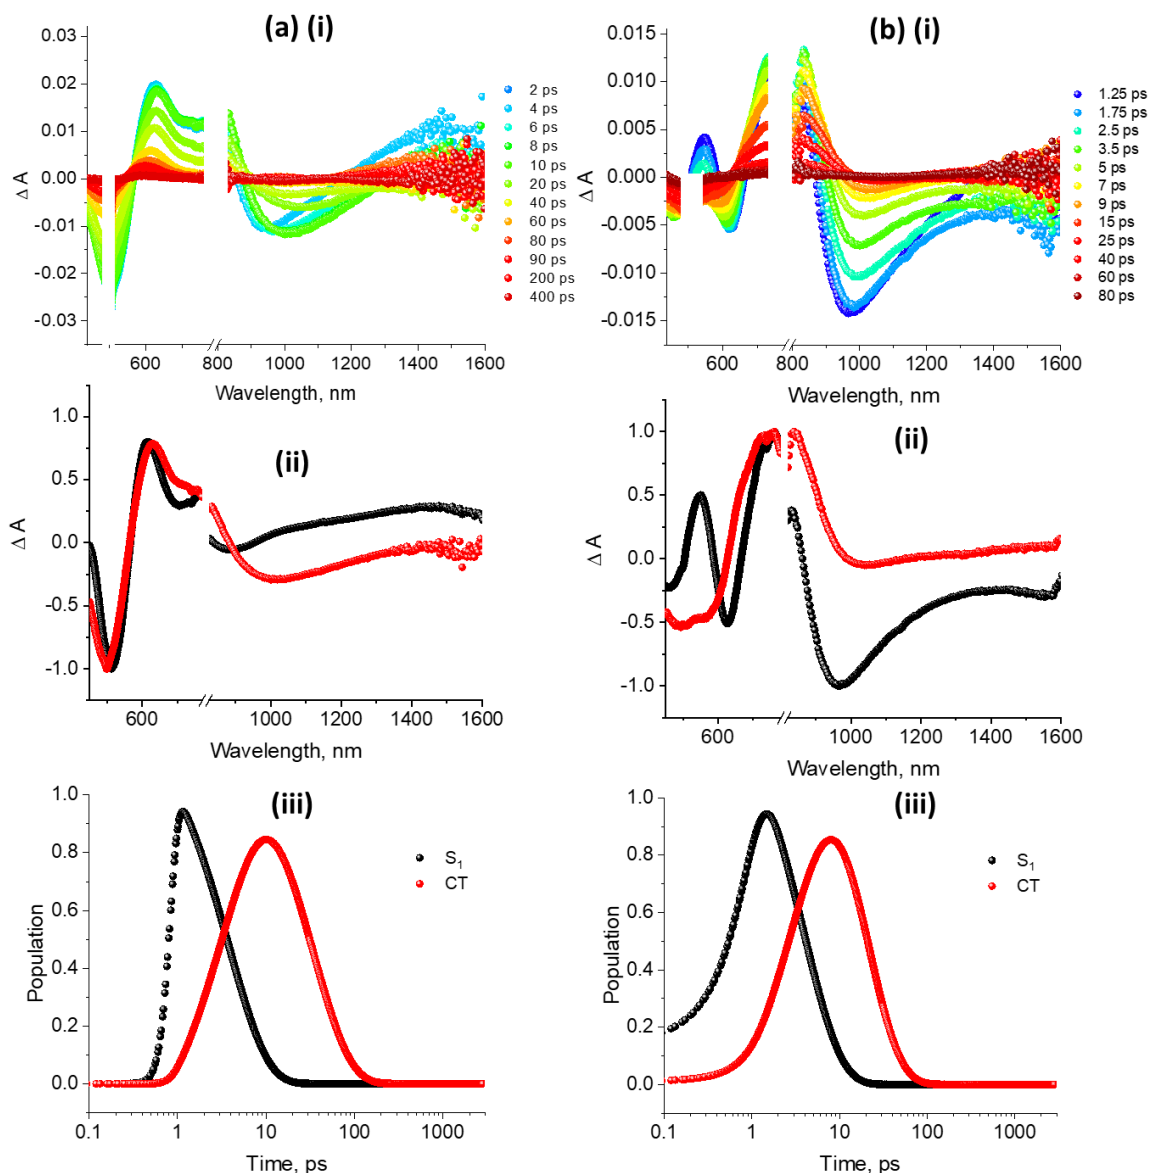 (a) (i)
Δ A
0.03
0.02
0.01
0.00
-0.01
-0.02
-0.03
600
800
1000
1200
1400
1600
Wavelength, nm
2 ps
4 ps
6 ps
8 ps
10 ps
20 ps
40 ps
60 ps
80 ps
90 ps
200 ps
400 ps
(b) (i)
Δ A
0.015
0.010
0.005
0.000
-0.005
-0.010
-0.015
600
800
1000
1200
1400
1600
Wavelength, nm
1.25 ps
1.75 ps
2.5 ps
3.5 ps
5 ps
7 ps
9 ps
15 ps
25 ps
40 ps
60 ps
80 ps
(ii)
Δ A
1.0
0.5
0.0
-0.5
-1.0
600
1000
1200
1400
1600
Wavelength, nm
(ii)
Δ A
1.0
0.5
0.0
-0.5
-1.0
600
1000
1200
1400
1600
Wavelength, nm
(iii)
Population
1.0
0.8
0.6
0.4
0.2
0.0
0.1
1
10
100
1000
Time, ps
S₁
CT
(iii)
Population
1.0
0.8
0.6
0.4
0.2
0.0
0.1
1
10
100
1000
Time, ps
S₁
CT